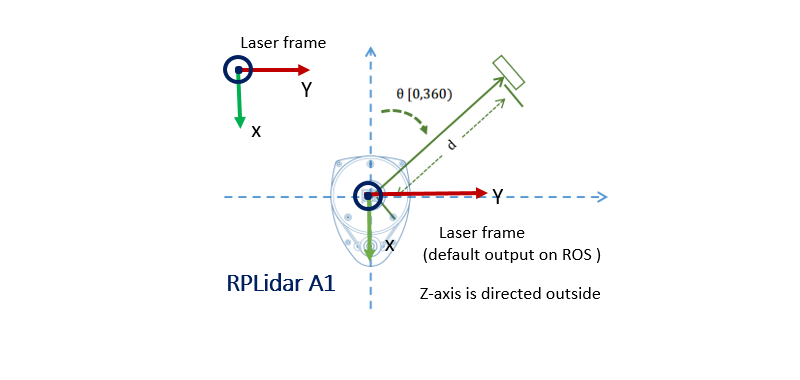 Laser frame
Y
x
θ [0,360)
d
Y
x
Laser frame
(default output on ROS )
RPLidar A1
Z-axis is directed outside